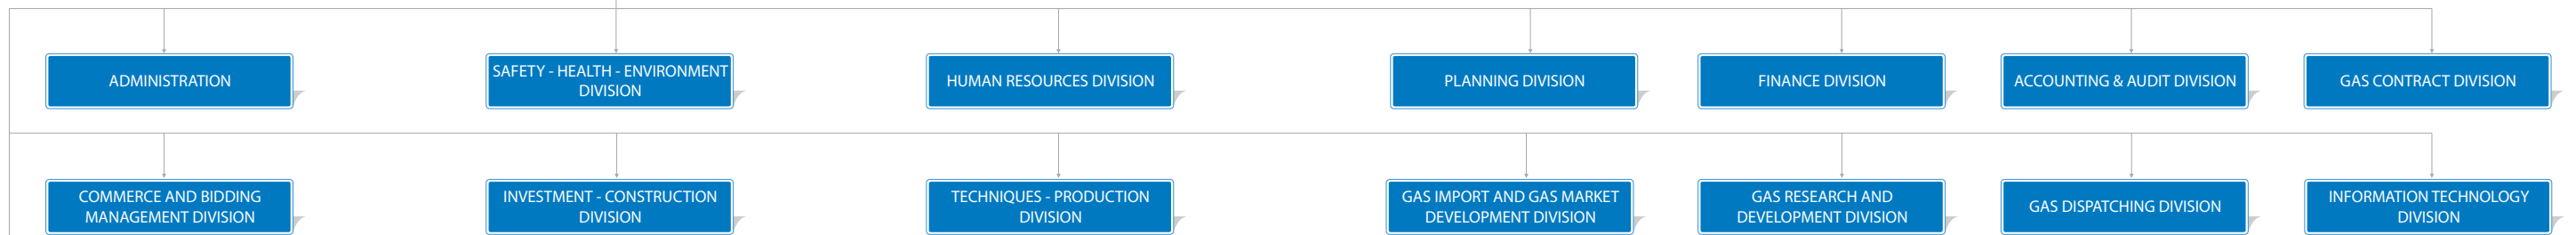 ADMINISTRATION
SAFETY - HEALTH - ENVIRONMENT
DIVISION
HUMAN RESOURCES DIVISION
PLANNING DIVISION
FINANCE DIVISION
ACCOUNTING & AUDIT DIVISION
GAS CONTRACT DIVISION
COMMERCE AND BIDDING
MANAGEMENT DIVISION
INVESTMENT - CONSTRUCTION
DIVISION
TECHNIQUES - PRODUCTION
DIVISION
GAS IMPORT AND GAS MARKET
DEVELOPMENT DIVISION
GAS RESEARCH AND
DEVELOPMENT DIVISION
GAS DISPATCHING DIVISION
INFORMATION TECHNOLOGY
DIVISION